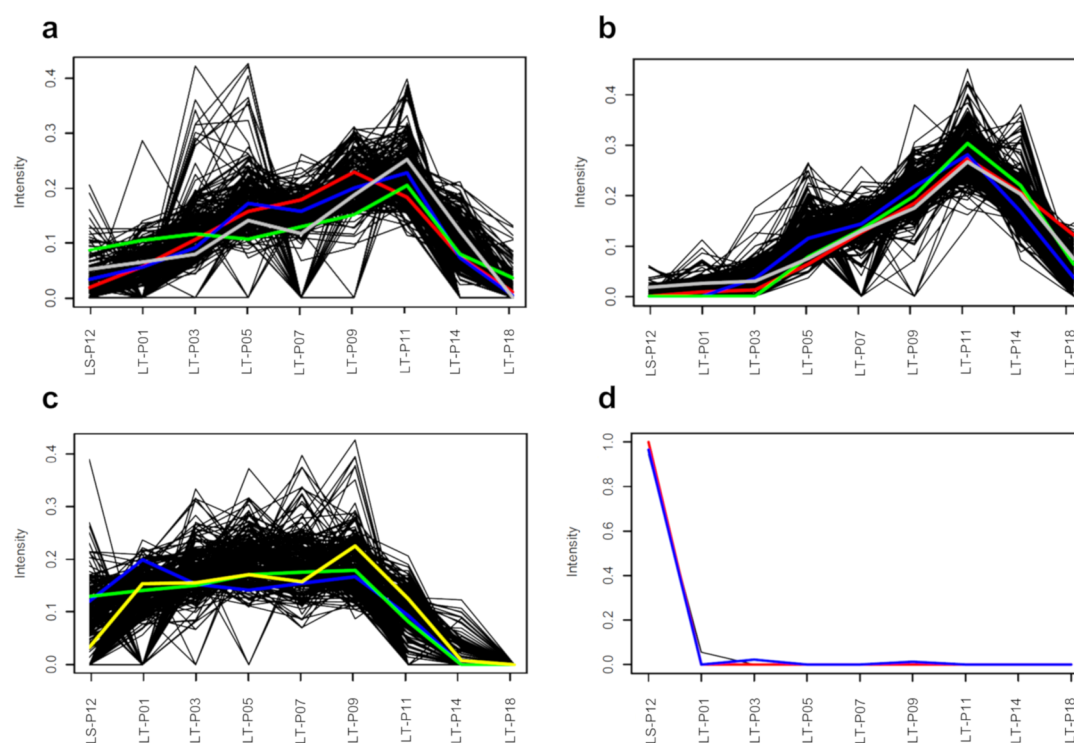 a
Intensity
0.0 0.1 0.2 0.3 0.4
LS-P12 LT-P01 LT-P03 LT-P05 LT-P07 LT-P09 LT-P11 LT-P14 LT-P18
b
Intensity
0.0 0.1 0.2 0.3 0.4
LS-P12 LT-P01 LT-P03 LT-P05 LT-P07 LT-P09 LT-P11 LT-P14 LT-P18
c
Intensity
0.0 0.1 0.2 0.3 0.4
LS-P12 LT-P01 LT-P03 LT-P05 LT-P07 LT-P09 LT-P11 LT-P14 LT-P18
d
Intensity
0.0 0.2 0.4 0.6 0.8 1.0
LS-P12 LT-P01 LT-P03 LT-P05 LT-P07 LT-P09 LT-P11 LT-P14 LT-P18